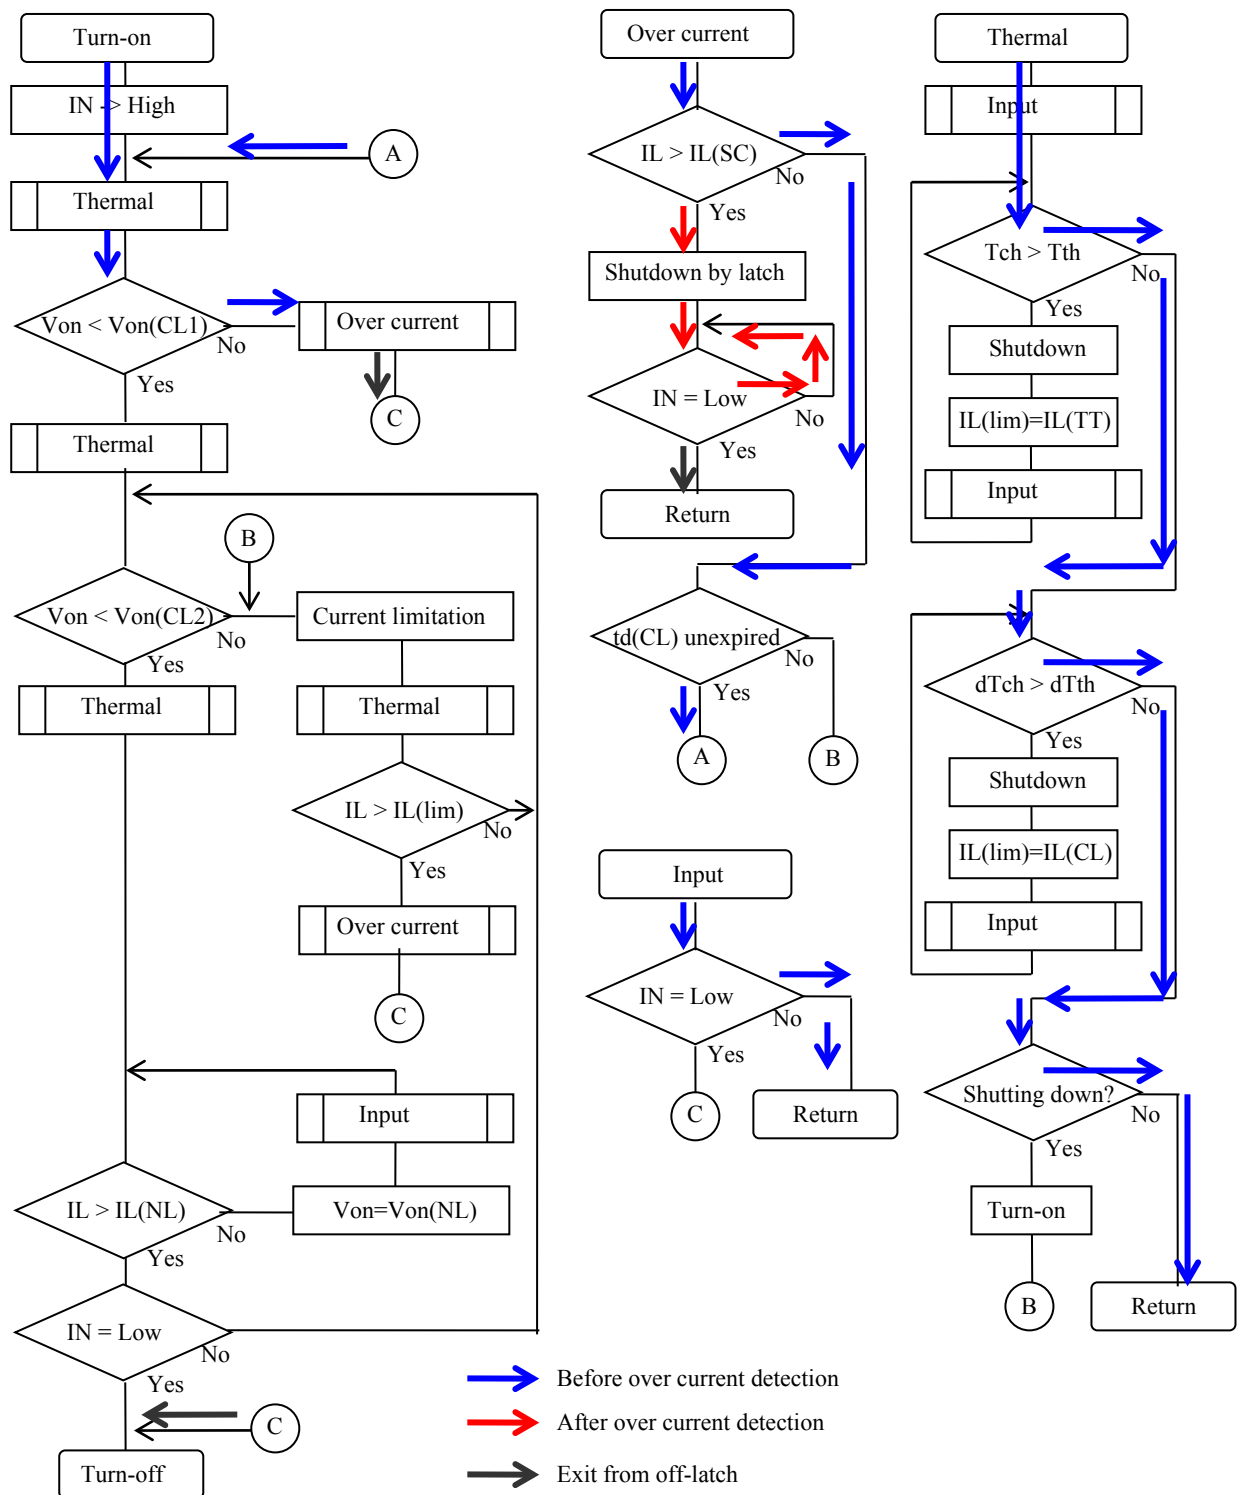 Turn-on
IN -> High
A
Thermal
Von < Von(CL1)
No
Yes
Over current
C
Thermal
B
Von < Von(CL2)
No
Yes
Current limitation
Thermal
Thermal
IL > IL(lim)
No
Yes
Over current
C
Input
Von=Von(NL)
IL > IL(NL)
No
Yes
IN = Low
No
Yes
C
Turn-off
Over current
IL > IL(SC)
No
Yes
Shutdown by latch
IN = Low
No
Yes
Return
td(CL) unexpired
No
Yes
A
B
Input
IN = Low
No
Yes
C
Return
Thermal
Input
Tch > Tth
No
Yes
Shutdown
IL(lim)=IL(TT)
Input
dTch > dTth
No
Yes
Shutdown
IL(lim)=IL(CL)
Input
Shutting down?
No
Yes
Turn-on
B
Return
Before over current detection
After over current detection
Exit from off-latch